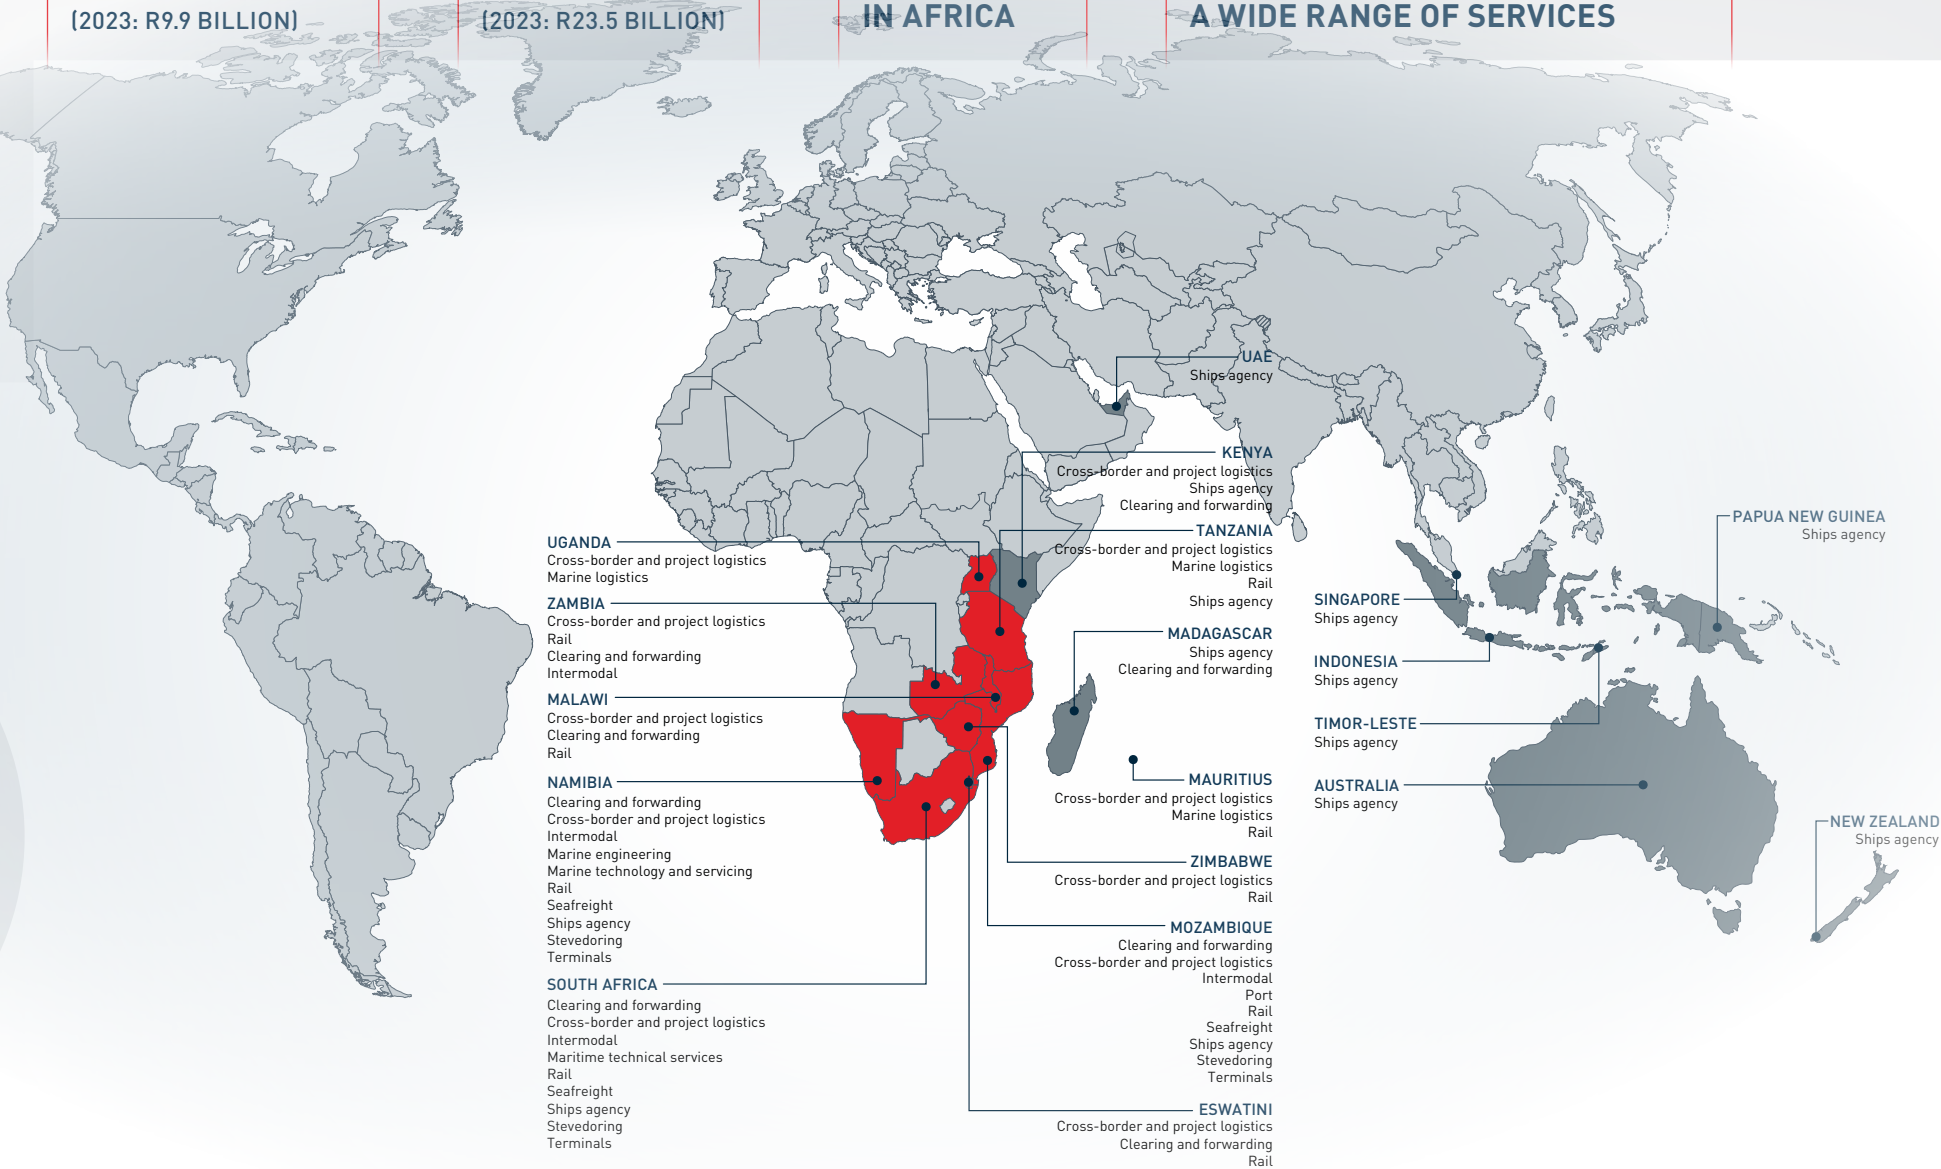 (2023: R9.9 BILLION)
(2023: R23.5 BILLION)
IN AFRICA
A WIDE RANGE OF SERVICES
UAE
Ships agency
KENYA
Cross-border and project logistics
Ships agency
Clearing and forwarding
TANZANIA
Cross-border and project logistics
Marine logistics
Rail
Ships agency
MADAGASCAR
Ships agency
Clearing and forwarding
MAURITIUS
Cross-border and project logistics
Marine logistics
Rail
ZIMBABWE
Cross-border and project logistics
Rail
MOZAMBIQUE
Clearing and forwarding
Cross-border and project logistics
Intermodal
Port
Rail
Seafreight
Ships agency
Stevedoring
Terminals
ESWATINI
Cross-border and project logistics
Clearing and forwarding
Rail
UGANDA
Cross-border and project logistics
Marine logistics
ZAMBIA
Cross-border and project logistics
Rail
Clearing and forwarding
Intermodal
MALAWI
Cross-border and project logistics
Clearing and forwarding
Rail
NAMIBIA
Clearing and forwarding
Cross-border and project logistics
Intermodal
Marine engineering
Marine technology and servicing
Rail
Seafreight
Ships agency
Stevedoring
Terminals
SOUTH AFRICA
Clearing and forwarding
Cross-border and project logistics
Intermodal
Maritime technical services
Rail
Seafreight
Ships agency
Stevedoring
Terminals
PAPUA NEW GUINEA
Ships agency
SINGAPORE
Ships agency
INDONESIA
Ships agency
TIMOR-LESTE
Ships agency
AUSTRALIA
Ships agency
NEW ZEALAND
Ships agency